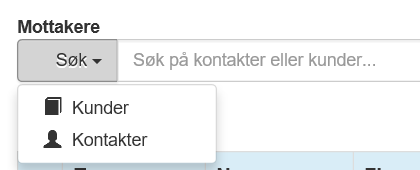 Mottakere
Søk Søk på kontakter eller kunder...
Kunder
Kontakter